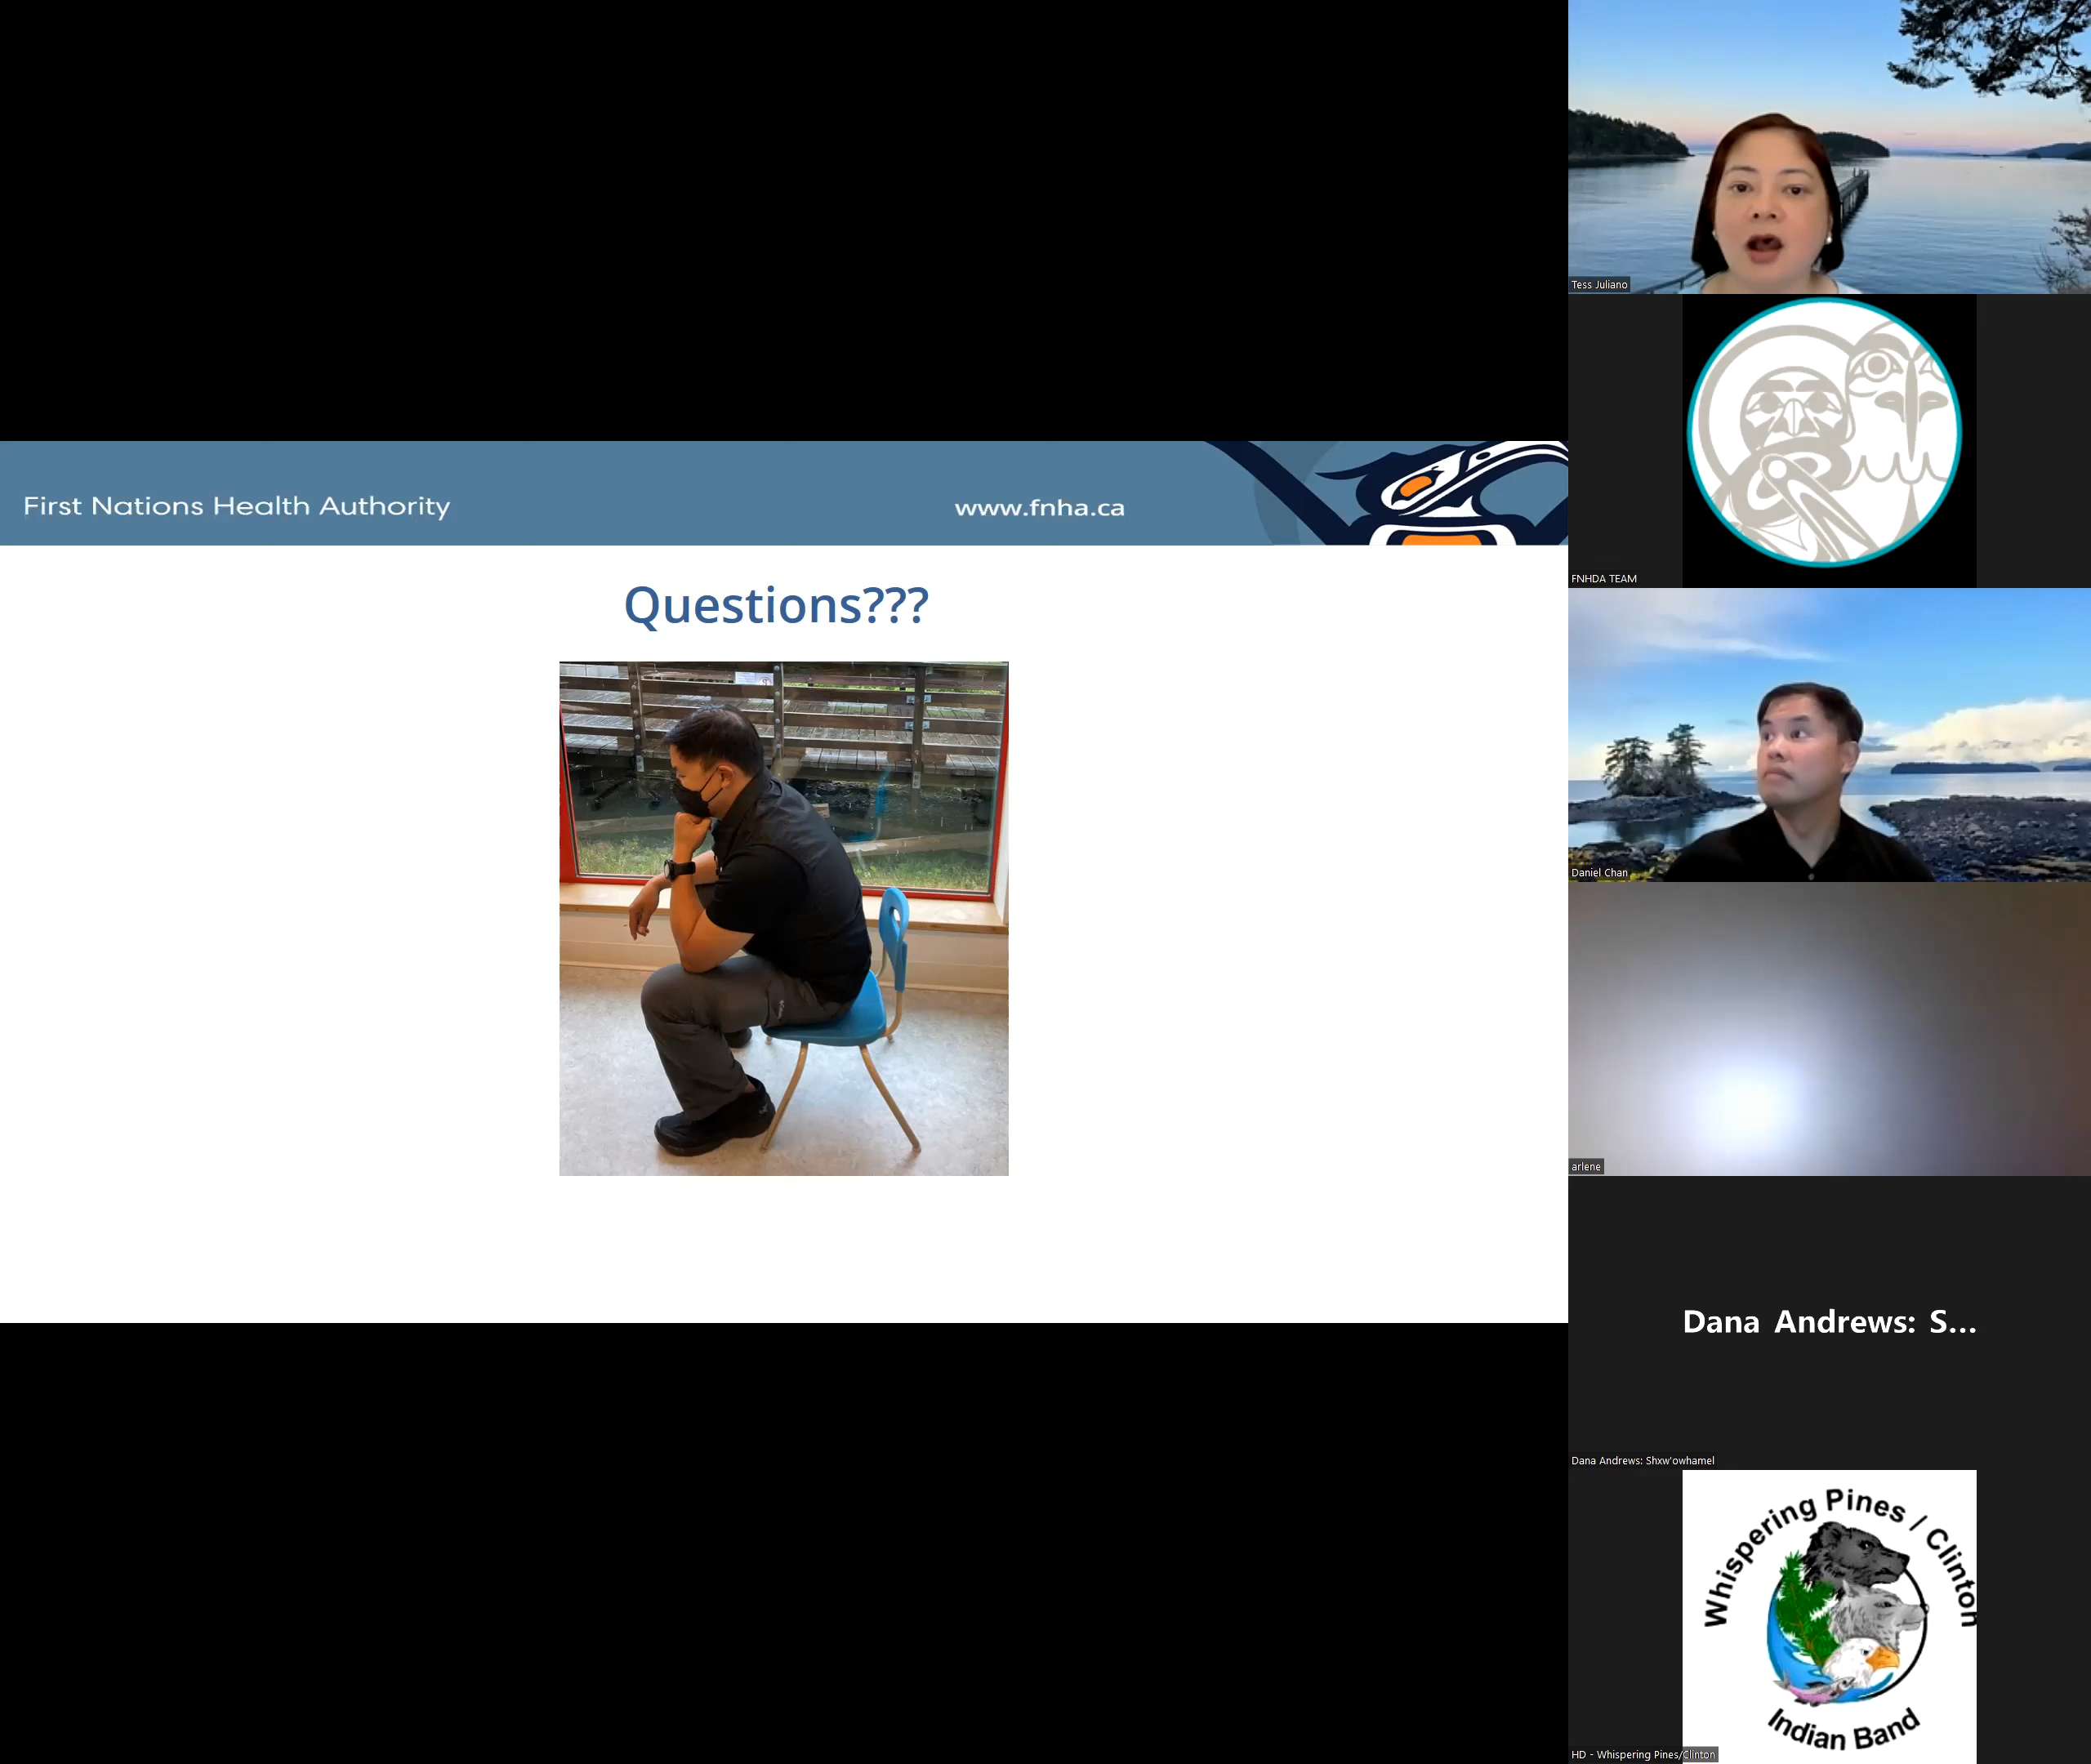 First Nations Health Authority
www.fnha.ca
Questions???
Tess Juliano
FNHDA TEAM
Daniel Chan
arlene
Dana Andrews: S...
Dana Andrews: Shxw'owhamel
Whispering Pines / Clinton
Indian Band
HD - Whispering Pines/Clinton